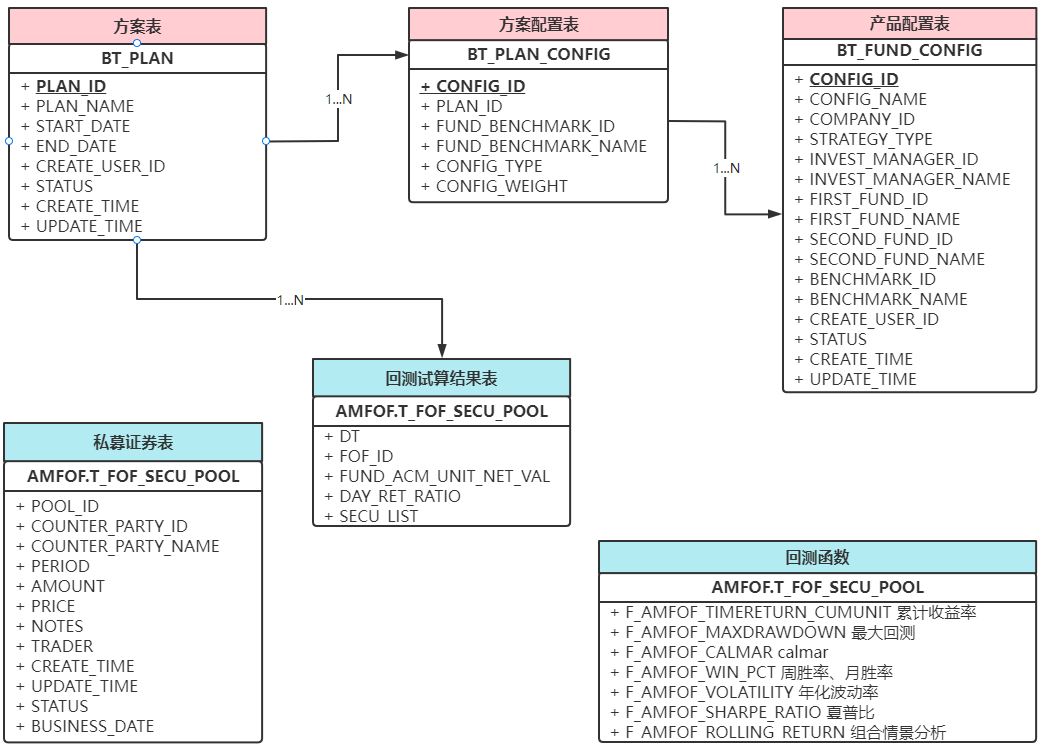 方案表
BT_PLAN
+ PLAN_ID
+ PLAN_NAME
+ START_DATE
+ END_DATE
+ CREATE_USER_ID
+ STATUS
+ CREATE_TIME
+ UPDATE_TIME
1...N
方案配置表
BT_PLAN_CONFIG
+ CONFIG_ID
+ PLAN_ID
+ FUND_BENCHMARK_ID
+ FUND_BENCHMARK_NAME
+ CONFIG_TYPE
+ CONFIG_WEIGHT
1...N
产品配置表
BT_FUND_CONFIG
+ CONFIG_ID
+ CONFIG_NAME
+ COMPANY_ID
+ STRATEGY_TYPE
+ INVEST_MANAGER_ID
+ INVEST_MANAGER_NAME
+ FIRST_FUND_ID
+ FIRST_FUND_NAME
+ SECOND_FUND_ID
+ SECOND_FUND_NAME
+ BENCHMARK_ID
+ BENCHMARK_NAME
+ CREATE_USER_ID
+ STATUS
+ CREATE_TIME
+ UPDATE_TIME
1...N
回测试算结果表
AMFOF.T_FOF_SECU_POOL
+ DT
+ FOF_ID
+ FUND_ACM_UNIT_NET_VAL
+ DAY_RET_RATIO
+ SECU_LIST
私募证券表
AMFOF.T_FOF_SECU_POOL
+ POOL_ID
+ COUNTER_PARTY_ID
+ COUNTER_PARTY_NAME
+ PERIOD
+ AMOUNT
+ PRICE
+ NOTES
+ TRADER
+ CREATE_TIME
+ UPDATE_TIME
+ STATUS
+ BUSINESS_DATE
回测函数
AMFOF.T_FOF_SECU_POOL
+ F_AMFOF_TIMERETURN_CUMUNIT 累计收益率
+ F_AMFOF_MAXDRAWDOWN 最大回测
+ F_AMFOF_CALMAR calmar
+ F_AMFOF_WIN_PCT 周胜率、月胜率
+ F_AMFOF_VOLATILITY 年化波动率
+ F_AMFOF_SHARPE_RATIO 夏普比
+ F_AMFOF_ROLLING_RETURN 组合情景分析